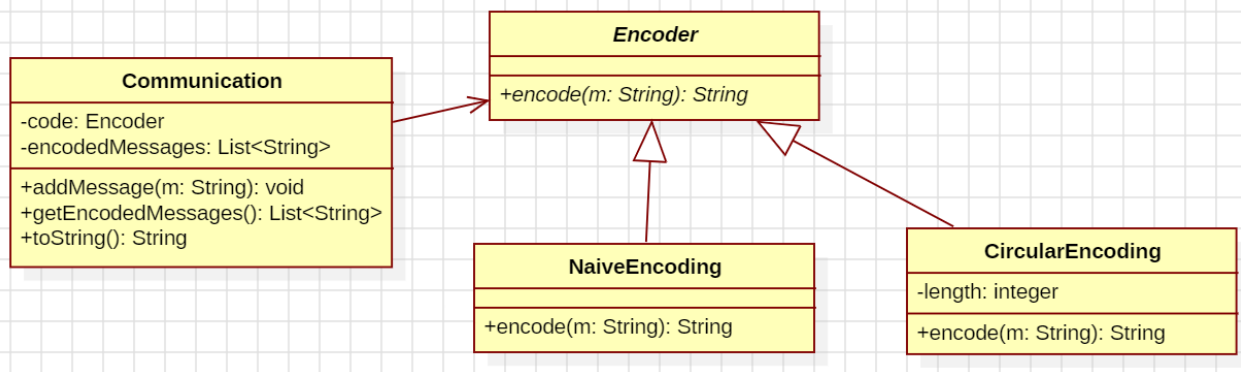 Encoder
+encode(m: String): String
Communication
-code: Encoder
-encodedMessages: List<String>
+addMessage(m: String): void
+getEncodedMessages(): List<String>
+toString(): String
NaiveEncoding
+encode(m: String): String
CircularEncoding
-length: integer
+encode(m: String): String